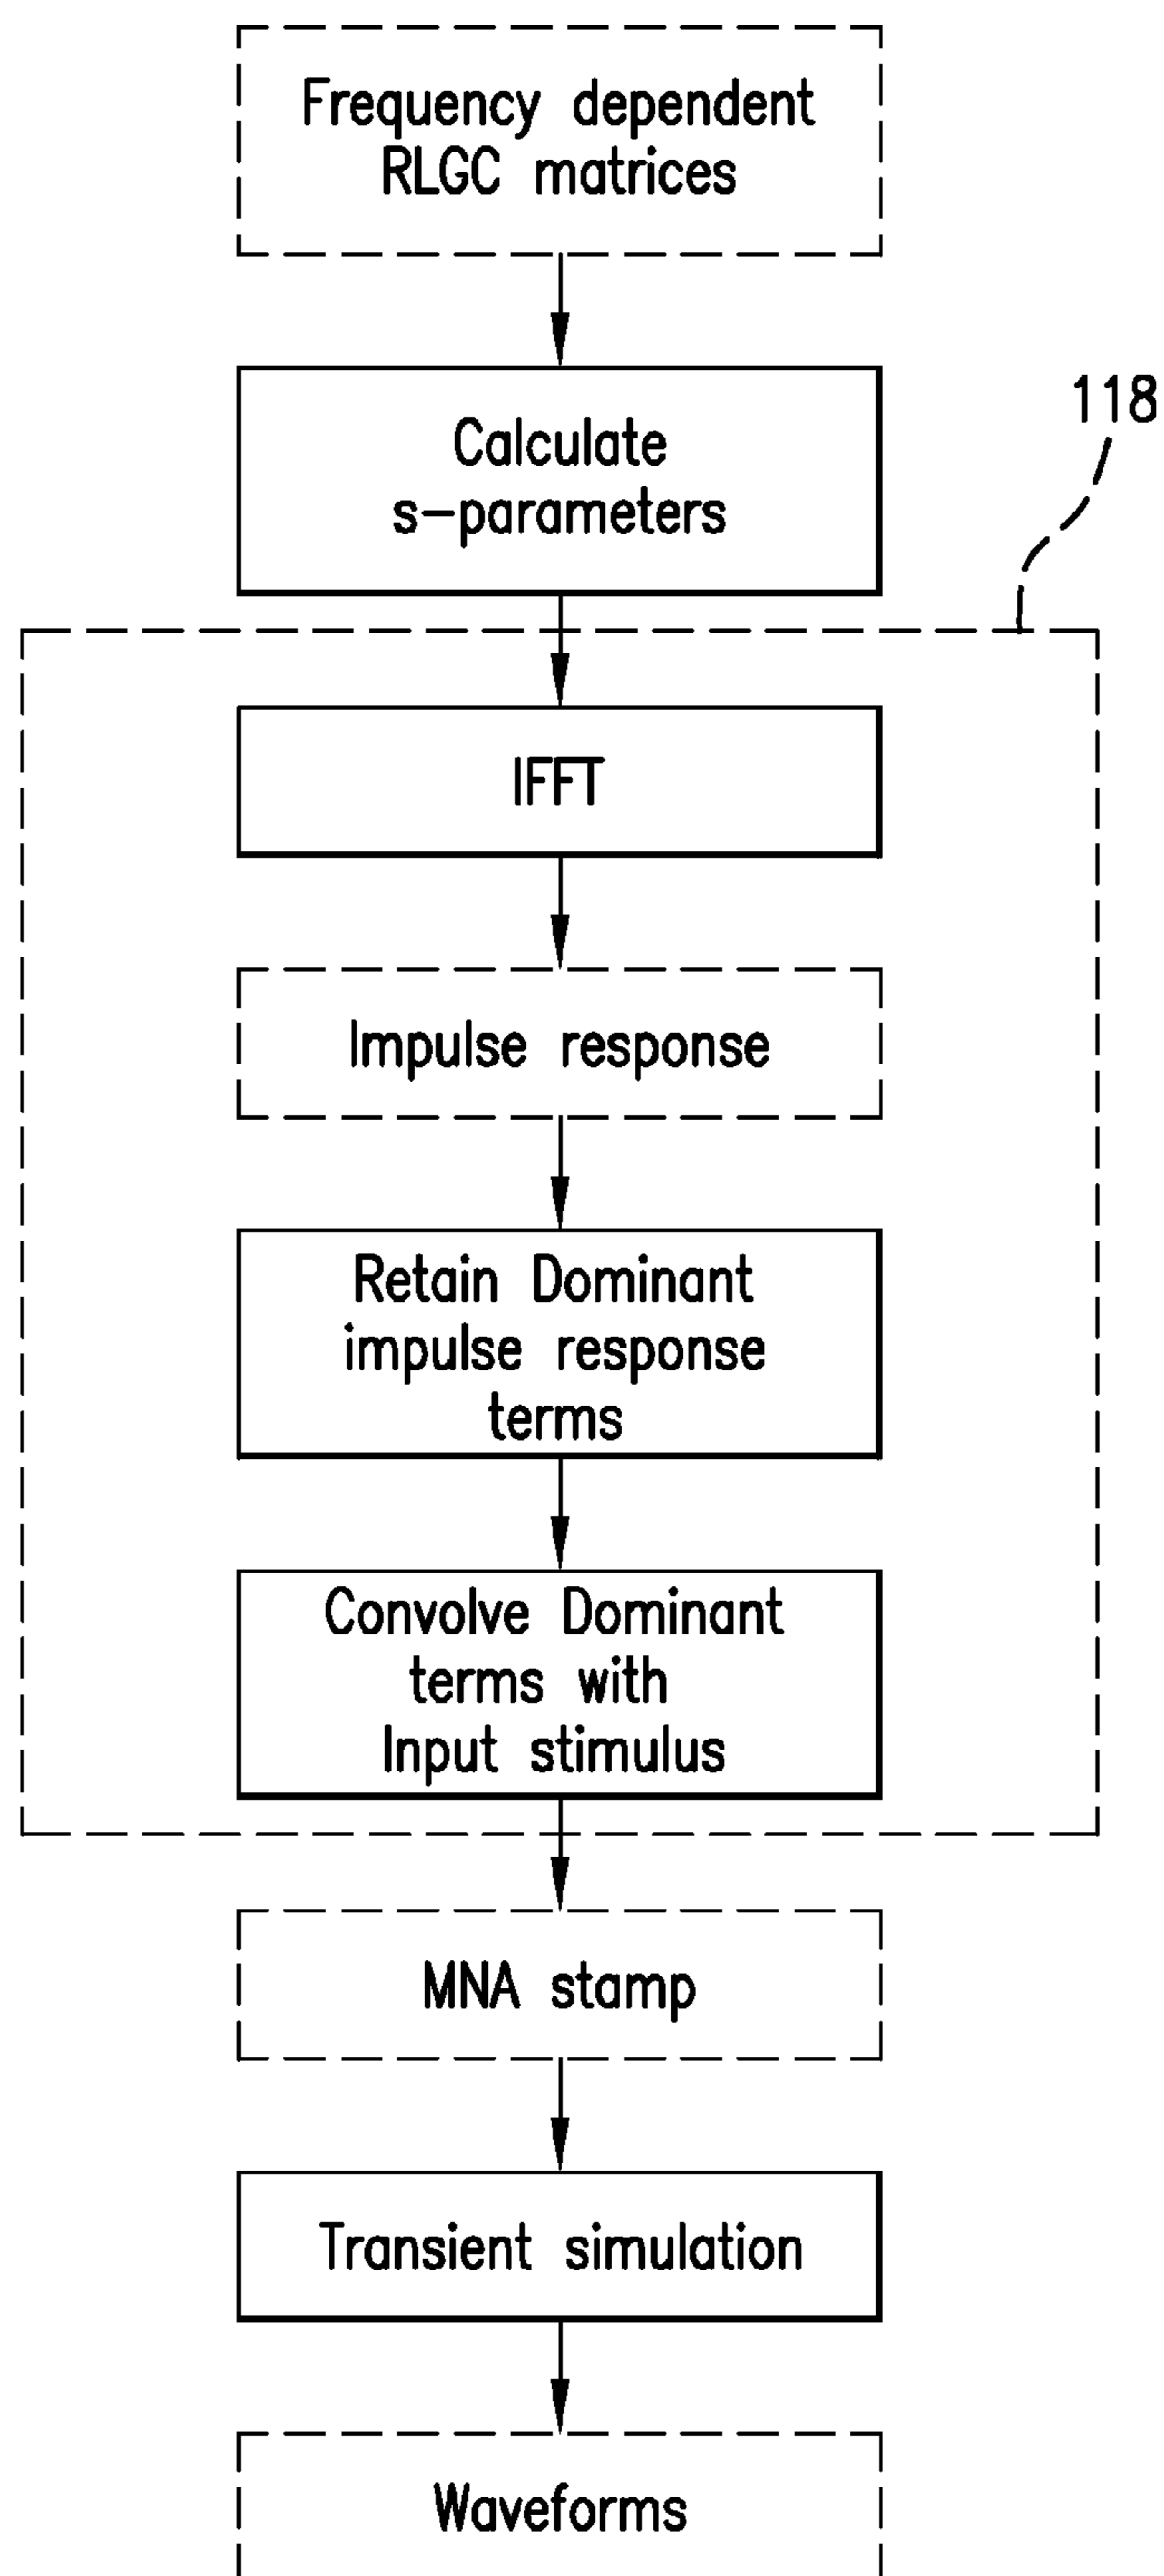 Frequency dependent
RLGC matrices
Calculate
s-parameters
118
IFFT
Impulse response
Retain Dominant
impulse response
terms
Convolve Dominant
terms with
Input stimulus
MNA stamp
Transient simulation
Waveforms